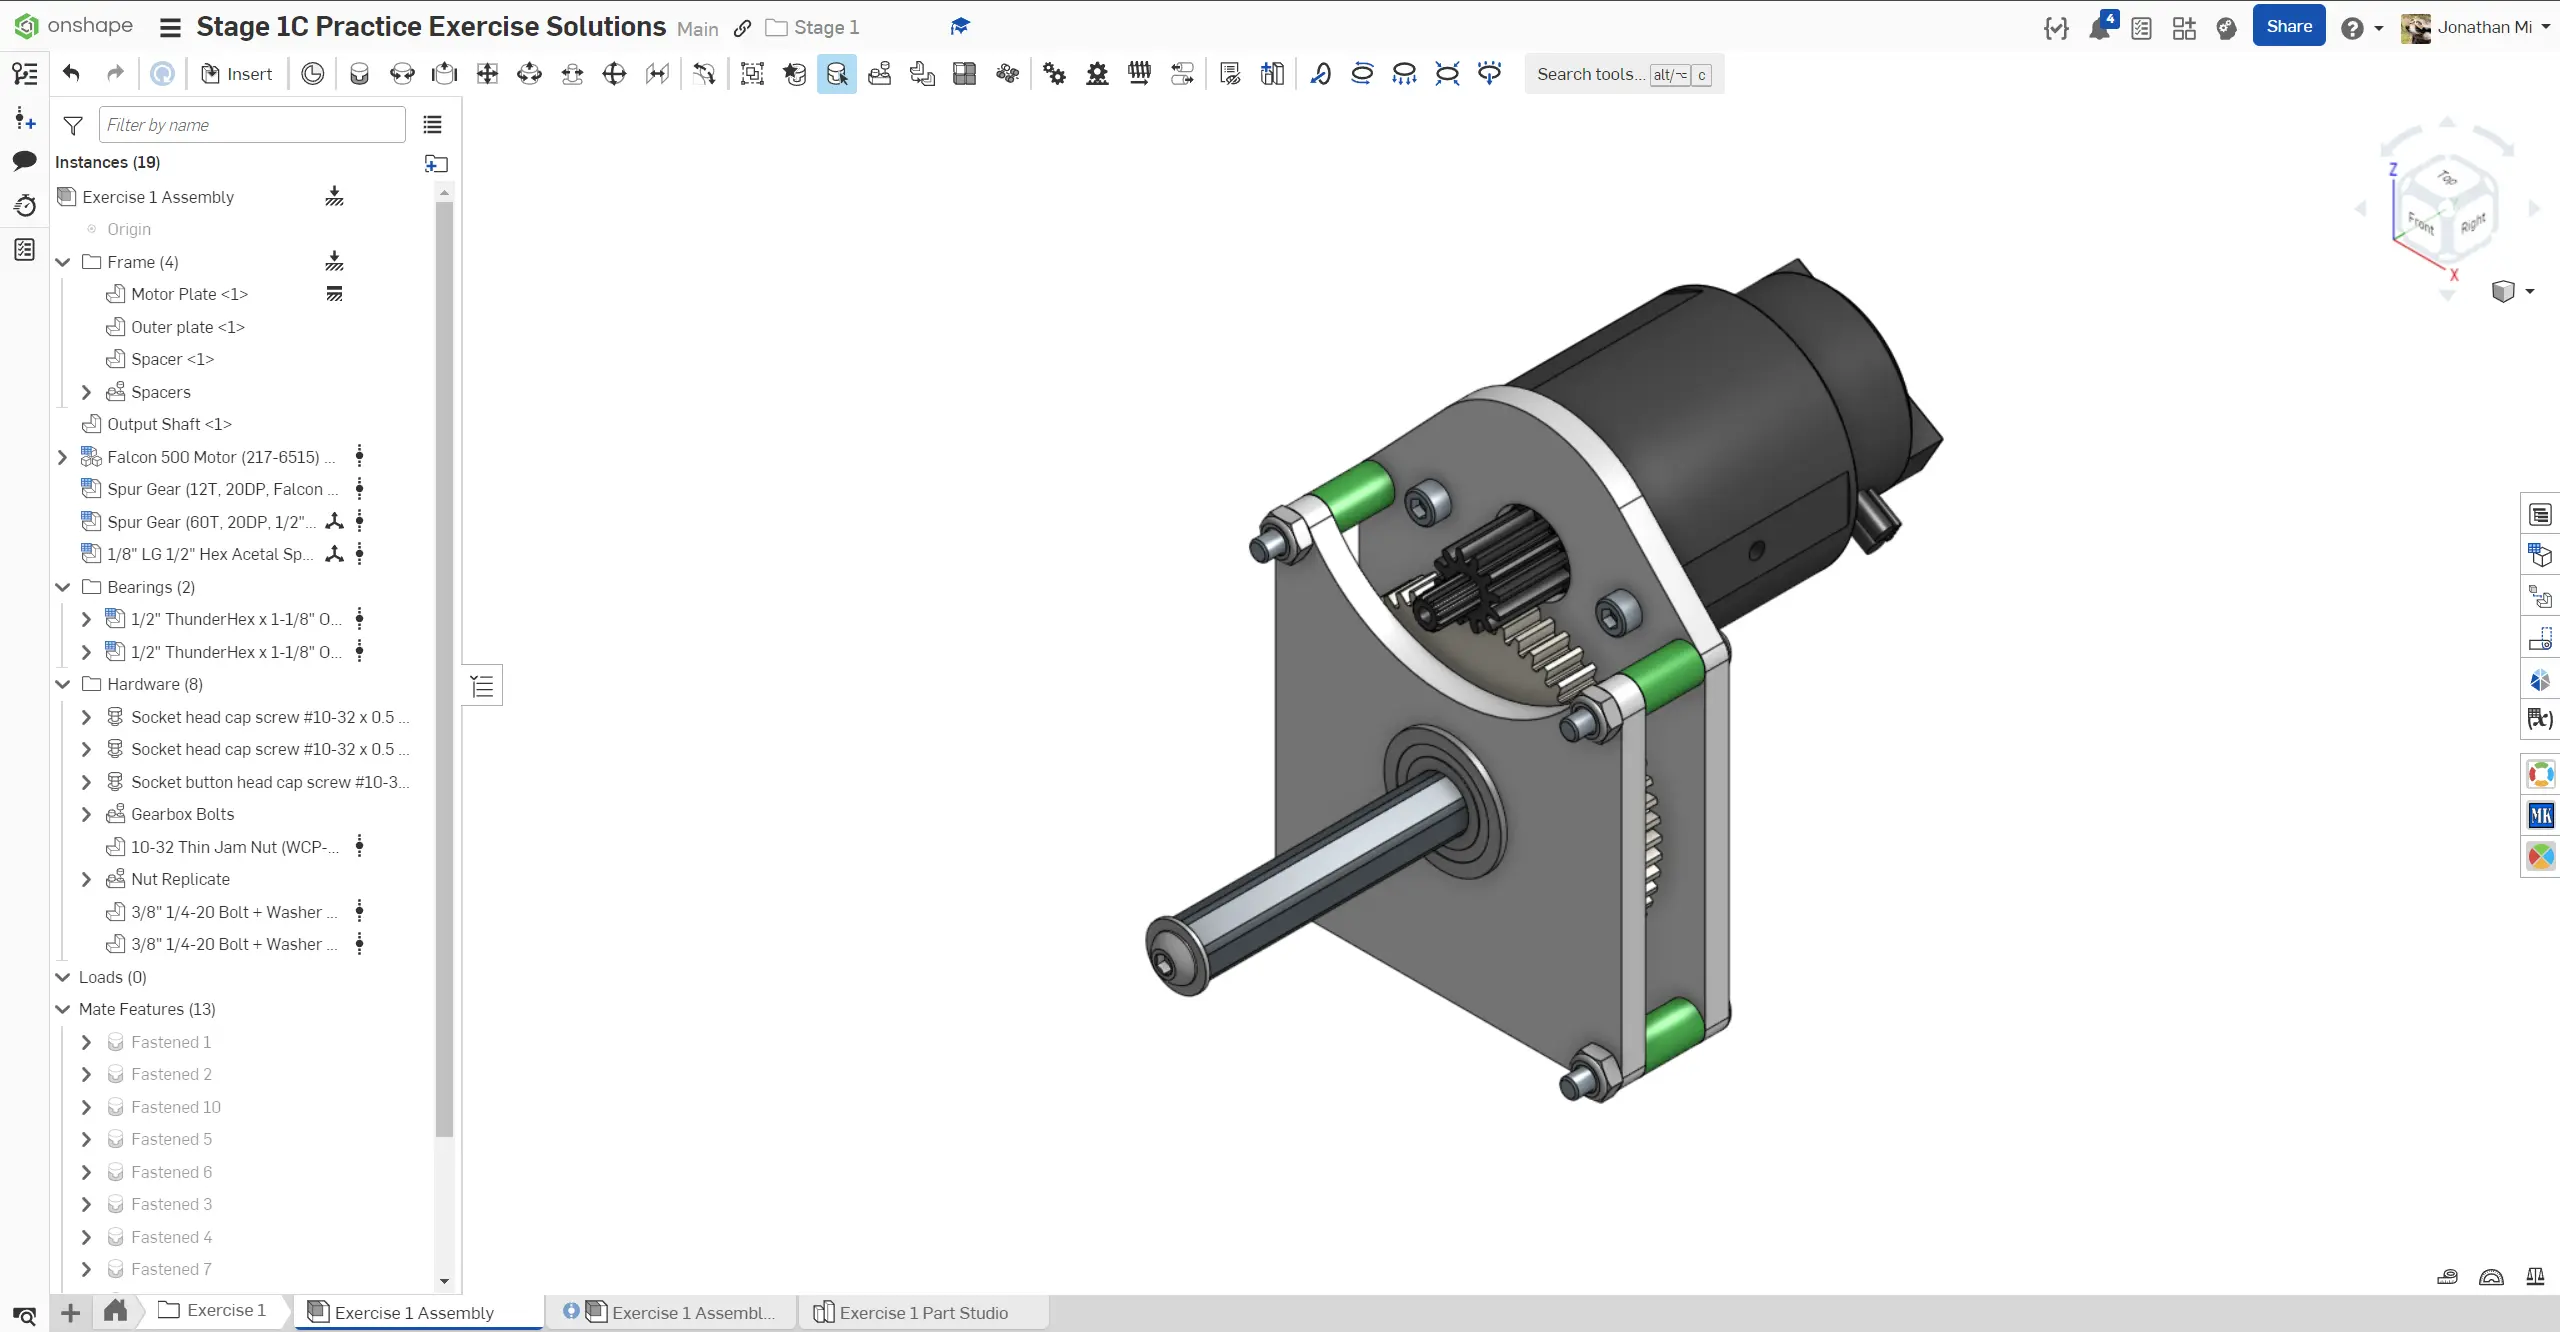 onshape
Stage 1C Practice Exercise Solutions Main Stage 1
4
Share
Jonathan Mi
Insert
Search tools... alt/⌥ c
Filter by name
Instances (19)
Exercise 1 Assembly
Origin
Frame (4)
Motor Plate <1>
Outer plate <1>
Spacer <1>
Spacers
Output Shaft <1>
Falcon 500 Motor (217-6515) ...
Spur Gear (12T, 20DP, Falcon ...
Spur Gear (60T, 20DP, 1/2"...
1/8" LG 1/2" Hex Acetal Sp...
Bearings (2)
1/2" ThunderHex x 1-1/8" O...
1/2" ThunderHex x 1-1/8" O...
Hardware (8)
Socket head cap screw #10-32 x 0.5 ...
Socket head cap screw #10-32 x 0.5 ...
Socket button head cap screw #10-3...
Gearbox Bolts
10-32 Thin Jam Nut (WCP-...
Nut Replicate
3/8" 1/4-20 Bolt + Washer ...
3/8" 1/4-20 Bolt + Washer ...
Loads (0)
Mate Features (13)
Fastened 1
Fastened 2
Fastened 10
Fastened 5
Fastened 6
Fastened 3
Fastened 4
Fastened 7
Z
Top
Front
Right
X
MK
Exercise 1
Exercise 1 Assembly
Exercise 1 Assembl...
Exercise 1 Part Studio